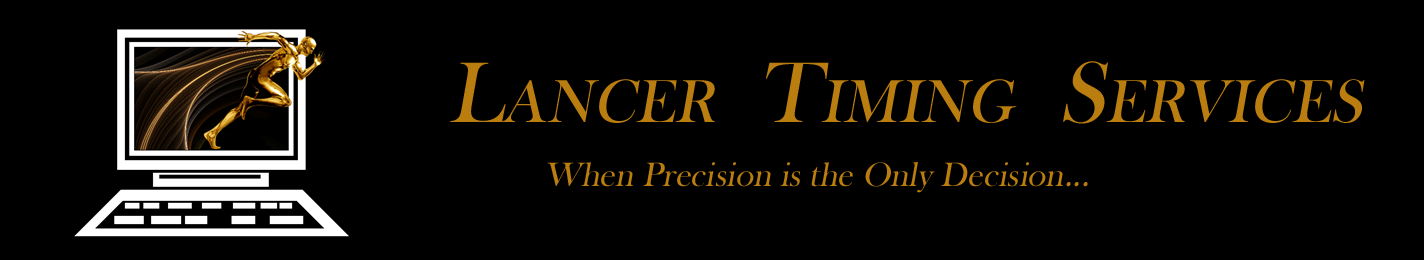 Lancer Timing Services
When Precision is the Only Decision...